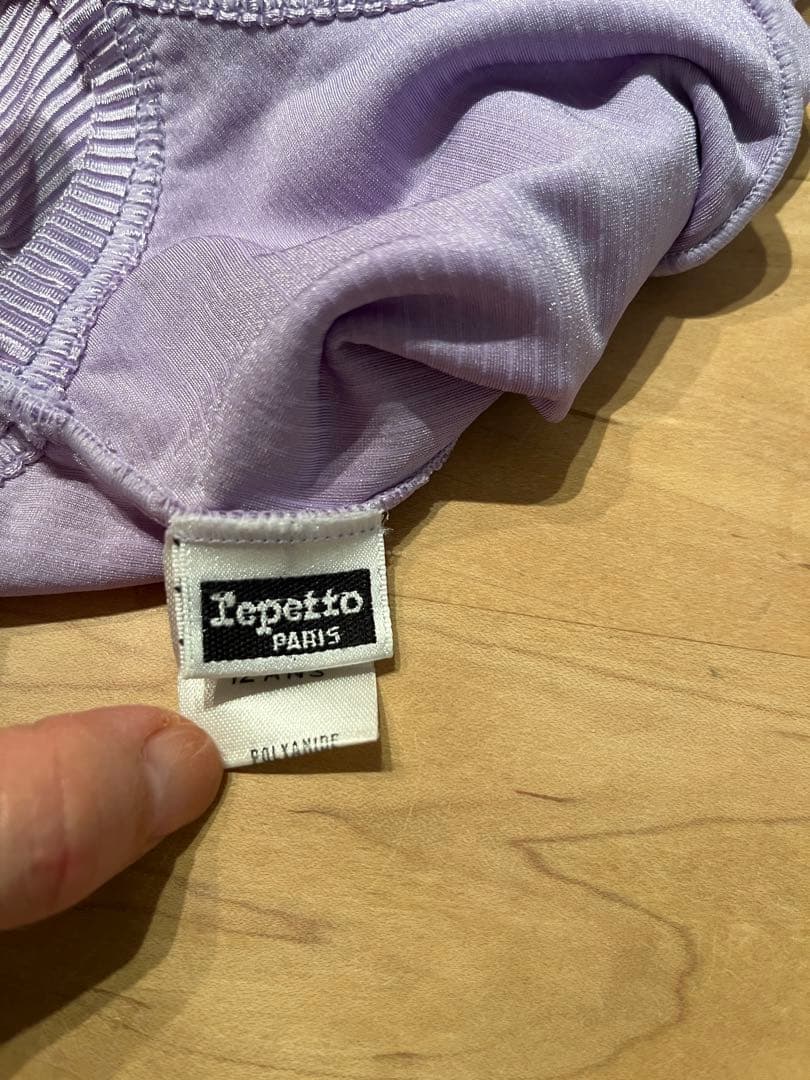 repetto
PARIS
12 ANS
POLYAMIDE